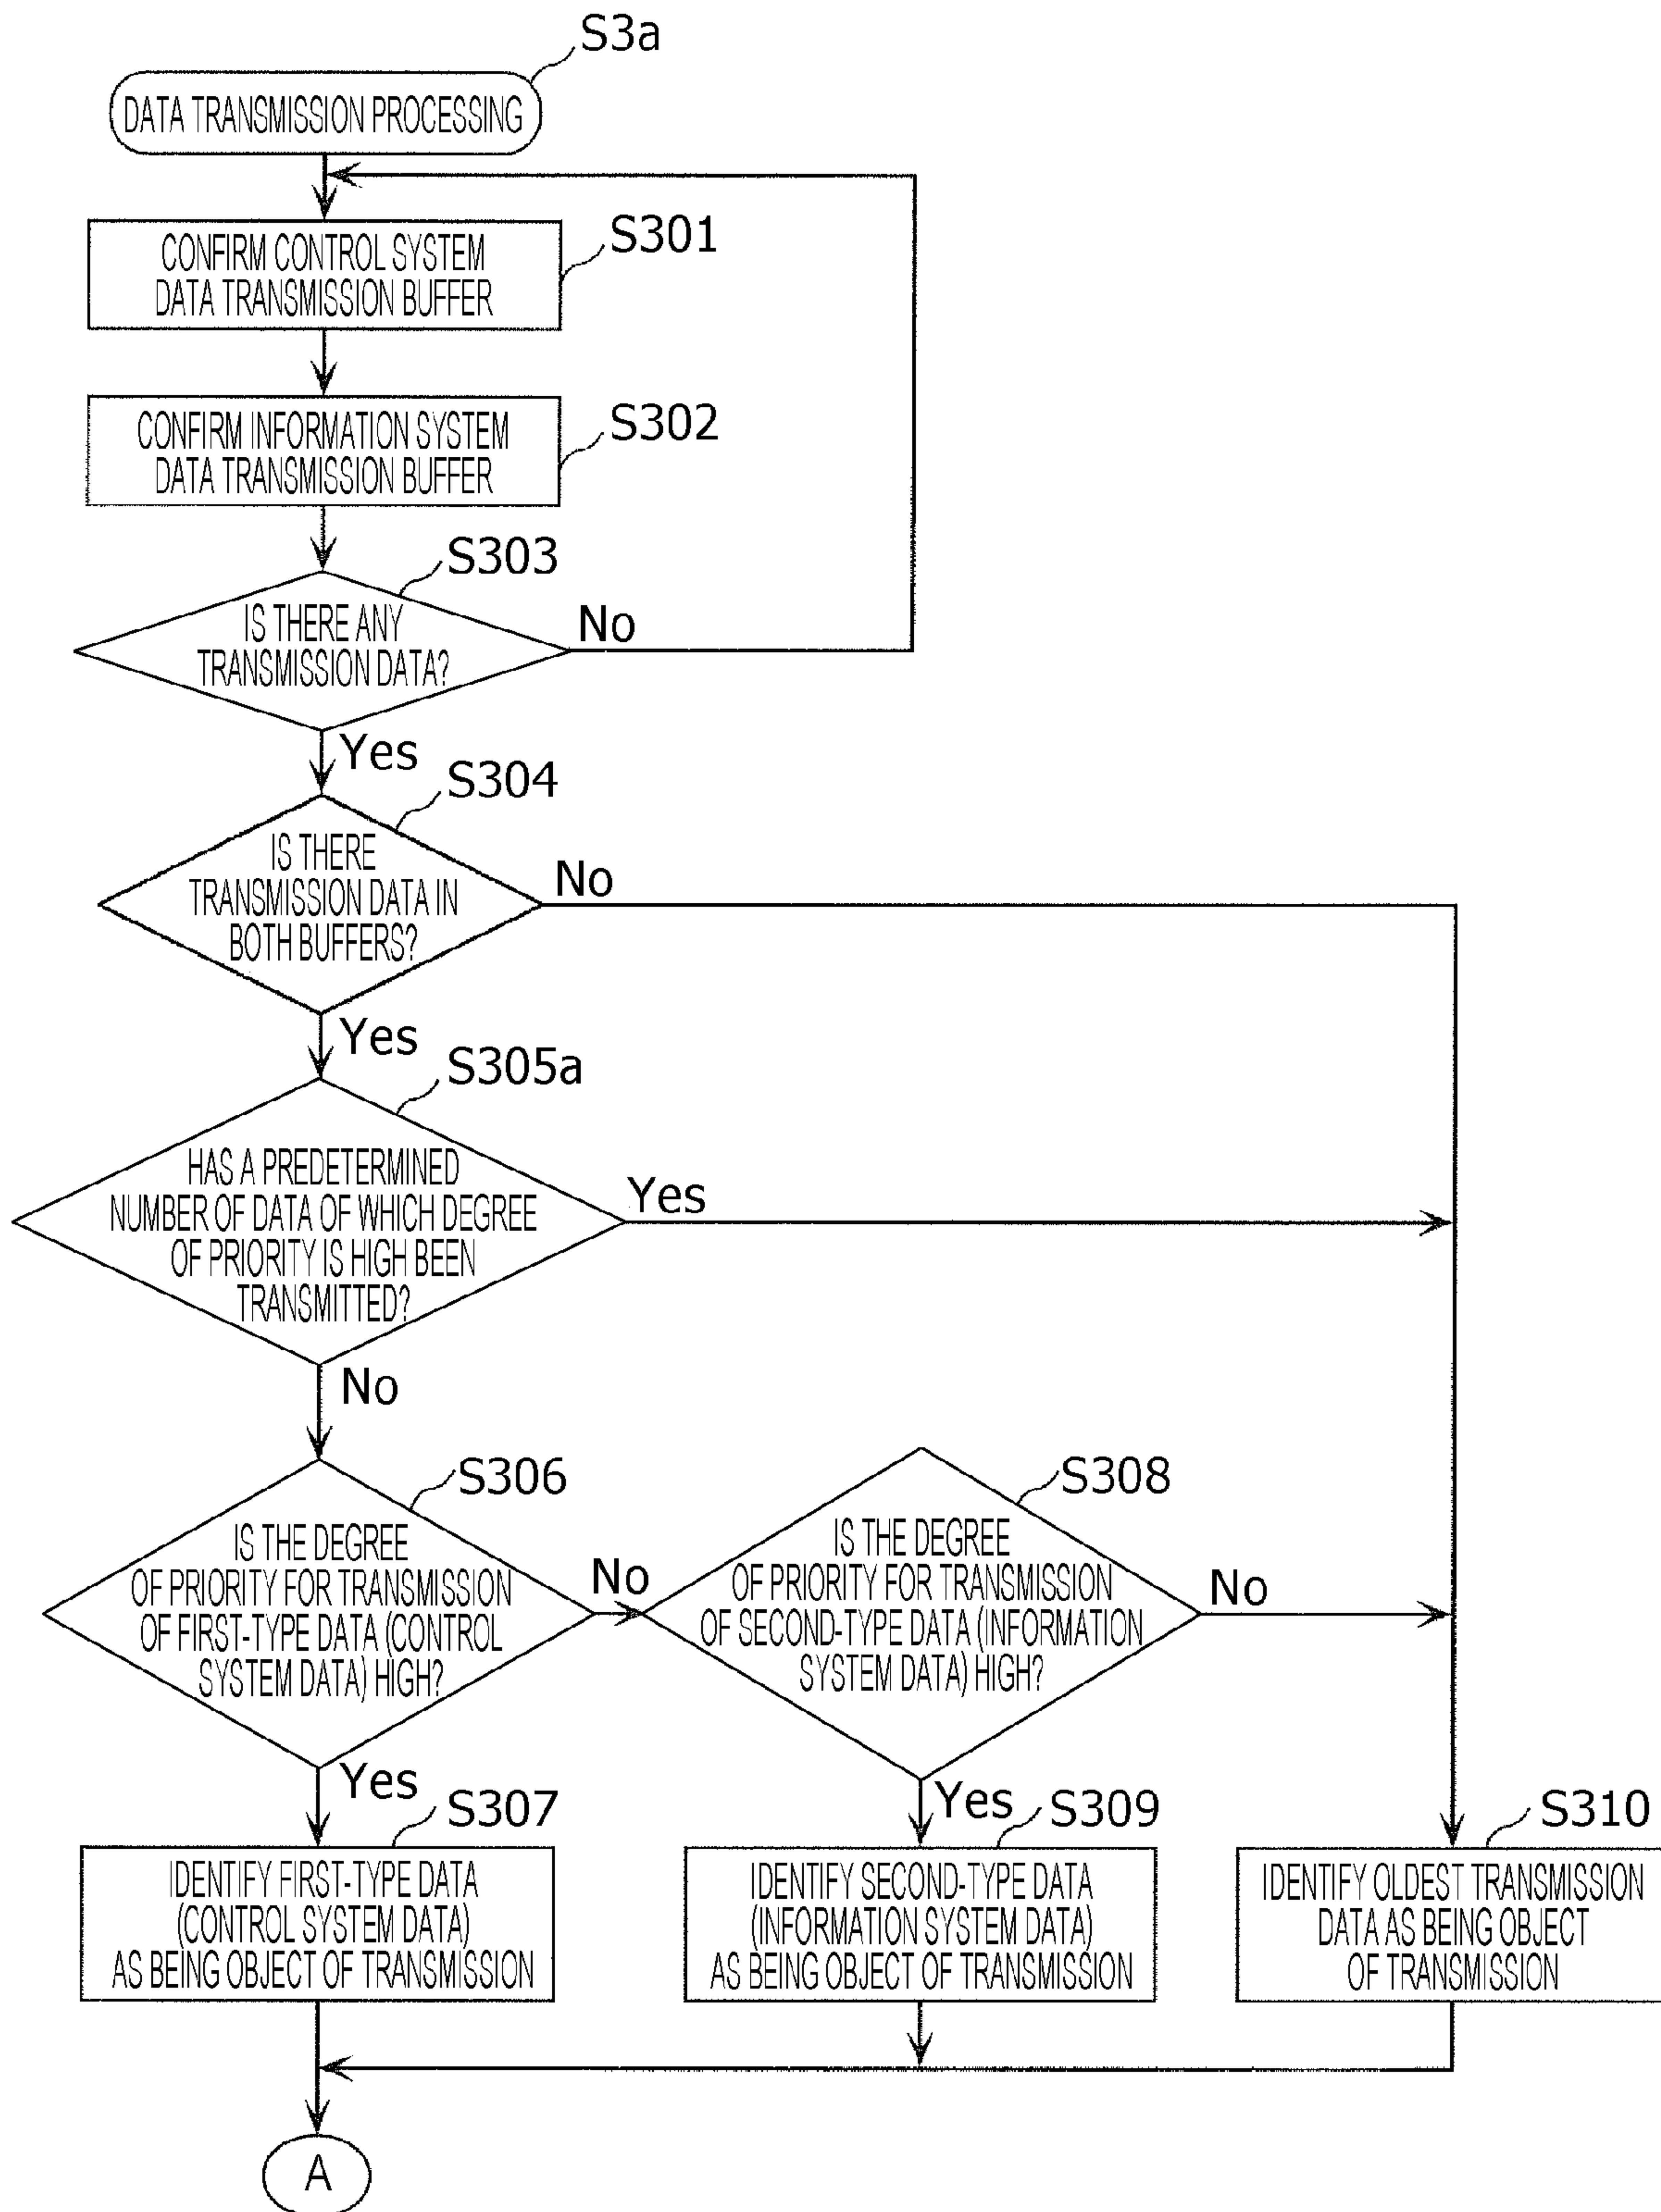 S3a
DATA TRANSMISSION PROCESSING
S301
CONFIRM CONTROL SYSTEM
DATA TRANSMISSION BUFFER
S302
CONFIRM INFORMATION SYSTEM
DATA TRANSMISSION BUFFER
S303
IS THERE ANY
TRANSMISSION DATA?
No
Yes
S304
IS THERE
TRANSMISSION DATA IN
BOTH BUFFERS?
No
Yes
S305a
HAS A PREDETERMINED
NUMBER OF DATA OF WHICH DEGREE
OF PRIORITY IS HIGH BEEN
TRANSMITTED?
Yes
No
S306
IS THE DEGREE
OF PRIORITY FOR TRANSMISSION
OF FIRST-TYPE DATA (CONTROL
SYSTEM DATA) HIGH?
No
Yes
S308
IS THE DEGREE
OF PRIORITY FOR TRANSMISSION
OF SECOND-TYPE DATA (INFORMATION
SYSTEM DATA) HIGH?
No
Yes
S307
IDENTIFY FIRST-TYPE DATA
(CONTROL SYSTEM DATA)
AS BEING OBJECT OF TRANSMISSION
S309
IDENTIFY SECOND-TYPE DATA
(INFORMATION SYSTEM DATA)
AS BEING OBJECT OF TRANSMISSION
S310
IDENTIFY OLDEST TRANSMISSION
DATA AS BEING OBJECT
OF TRANSMISSION
A